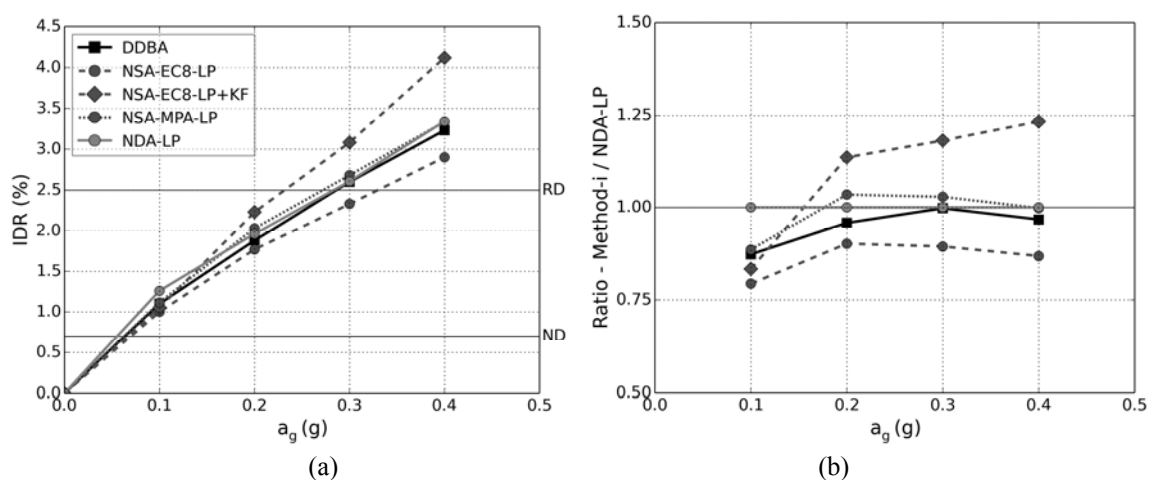 4.5
4.0
3.5
3.0
2.5
2.0
1.5
1.0
0.5
0.0
IDR (%)
DDBA
NSA-EC8-LP
NSA-EC8-LP+KF
NSA-MPA-LP
NDA-LP
RD
ND
0.0 0.1 0.2 0.3 0.4 0.5
a_g (g)
(a)
1.50
1.25
1.00
0.75
0.50
Ratio - Method-i / NDA-LP
0.0 0.1 0.2 0.3 0.4 0.5
a_g (g)
(b)